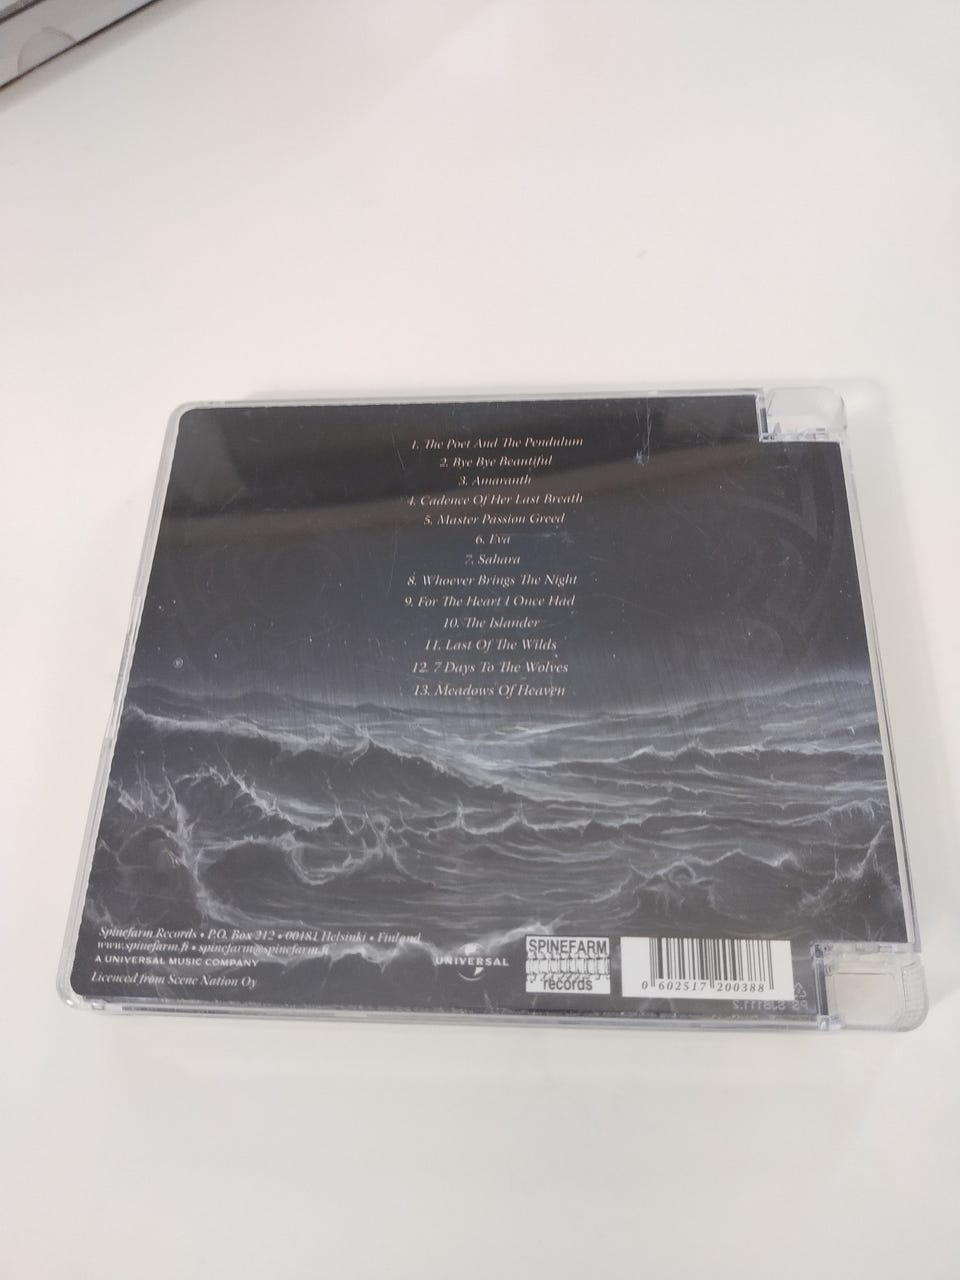 1. The Poet And The Pendulum
2. Bye Bye Beautiful
3. Amaranth
4. Cadence Of Her Last Breath
5. Master Passion Greed
6. Eva
7. Sahara
8. Whoever Brings The Night
9. For The Heart I Once Had
10. The Islander
11. Last Of The Wilds
12. 7 Days To The Wolves
13. Meadows Of Heaven
Spinefarm Records • P.O. Box 212 • 00181 Helsinki • Finland
www.spinefarm.fi • spinefarm@spinefarm.fi
A UNIVERSAL MUSIC COMPANY
Licenced from Scene Nation Oy
UNIVERSAL
SPINEFARM
records
0 602517 200388